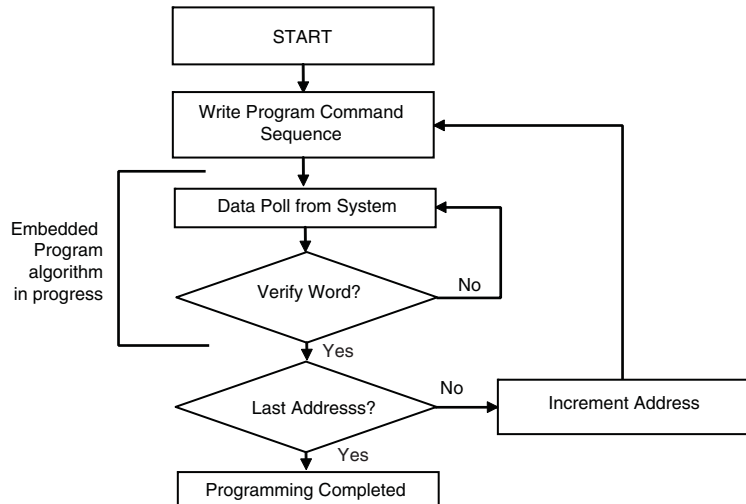 START
Write Program Command
Sequence
Data Poll from System
Embedded
Program
algorithm
in progress
Verify Word?
No
Yes
Last Addresss?
No
Increment Address
Yes
Programming Completed